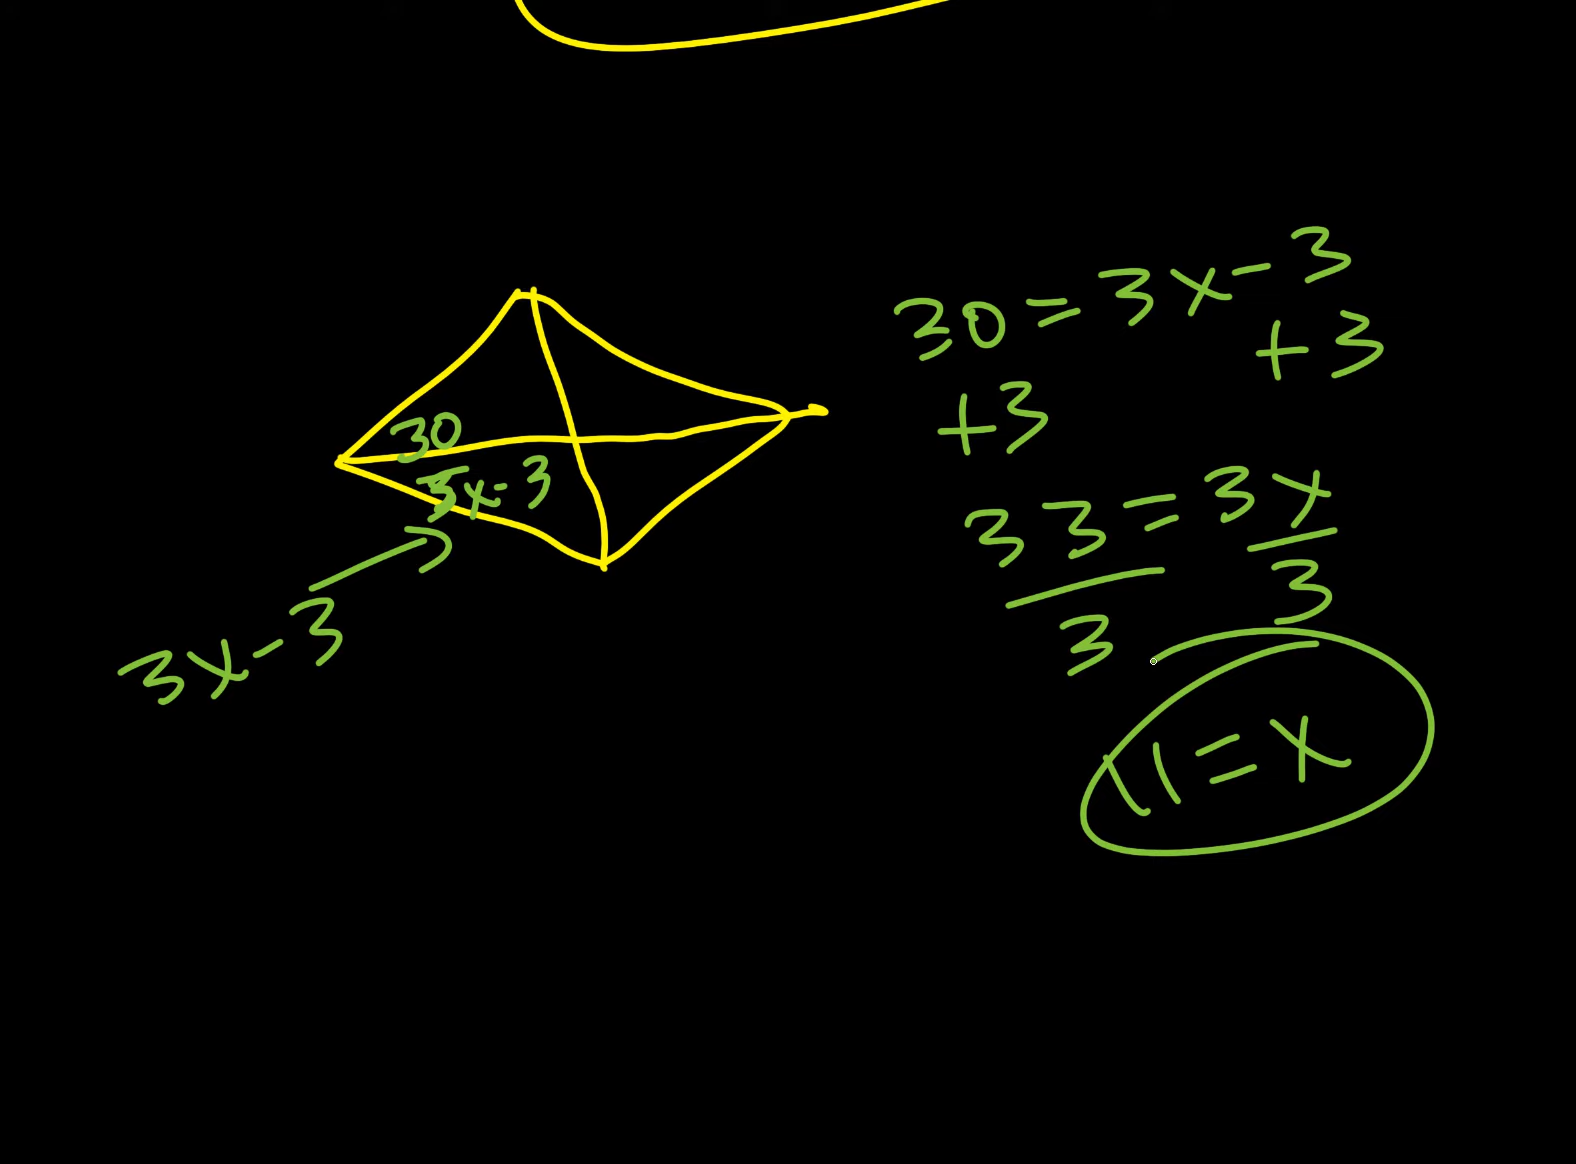 30 = 3x - 3
+3 +3
33 = 3x
3 3
11 = x
30
3x - 3
3x - 3